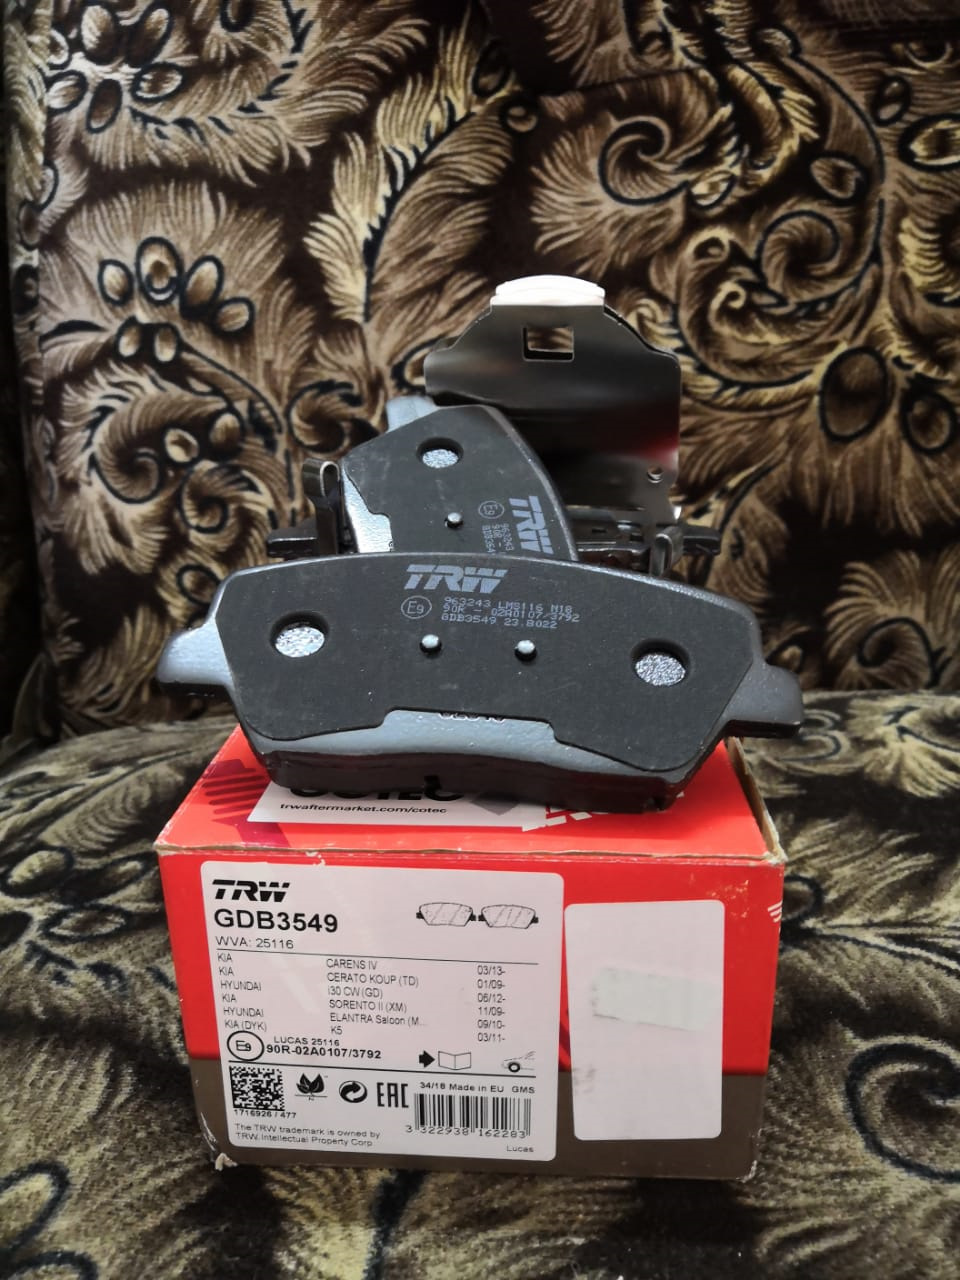 TRW
963243
90R -
TRW
E9
963243 LMS116 N18
90R - 02A0107/3792
GDB3549 23.8022
trwaftermarket.com/cotec
TRW
GDB3549
WVA: 25116
KIA CARENS IV 03/13-
KIA CERATO KOUP (TD) 01/09-
HYUNDAI i30 CW (GD) 06/12-
KIA SORENTO II (XM) 11/09-
HYUNDAI ELANTRA Saloon (M... 09/10-
KIA (DYK) K5 03/11-
LUCAS 25116
E9 90R-02A0107/3792
34/18 Made in EU GMS
EAC
1716926 / 477
3 322938 162283
The TRW trademark is owned by
TRW Intellectual Property Corp.
Lucas